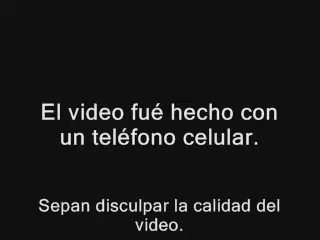 El video fué hecho con
un teléfono celular.
Sepan disculpar la calidad del
video.